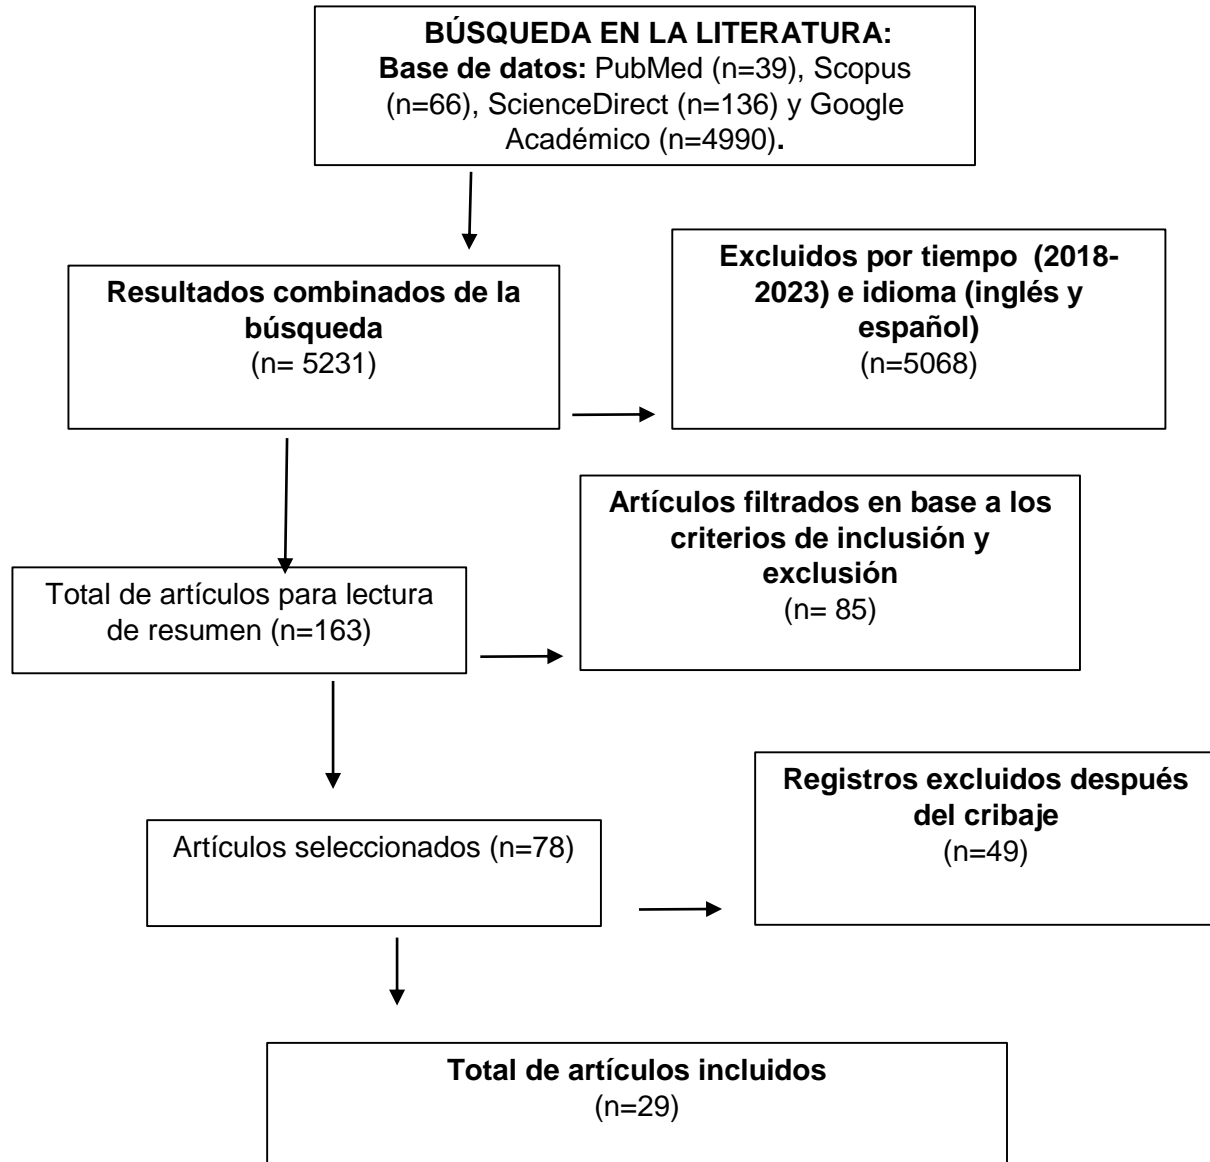 BÚSQUEDA EN LA LITERATURA:
Base de datos: PubMed (n=39), Scopus
(n=66), ScienceDirect (n=136) y Google
Académico (n=4990).
Resultados combinados de la
búsqueda
(n= 5231)
Excluidos por tiempo (2018-
2023) e idioma (inglés y
español)
(n=5068)
Total de artículos para lectura
de resumen (n=163)
Artículos filtrados en base a los
criterios de inclusión y
exclusión
(n= 85)
Artículos seleccionados (n=78)
Registros excluidos después
del cribaje
(n=49)
Total de artículos incluidos
(n=29)